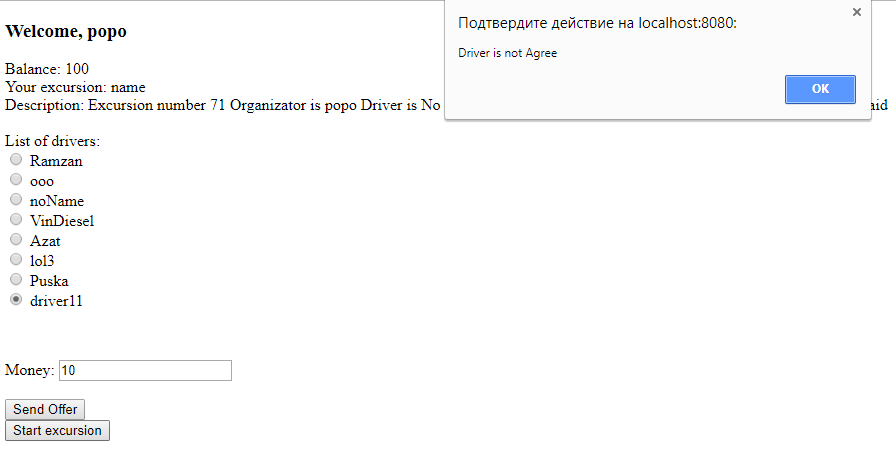 Welcome, popo
Balance: 100
Your excursion: name
Description: Excursion number 71 Organizator is popo Driver is No aid
List of drivers:
Ramzan
ooo
noName
VinDiesel
Azat
lol3
Puska
driver11
Money: 10
Send Offer
Start excursion
Подтвердите действие на localhost:8080:
Driver is not Agree
OK